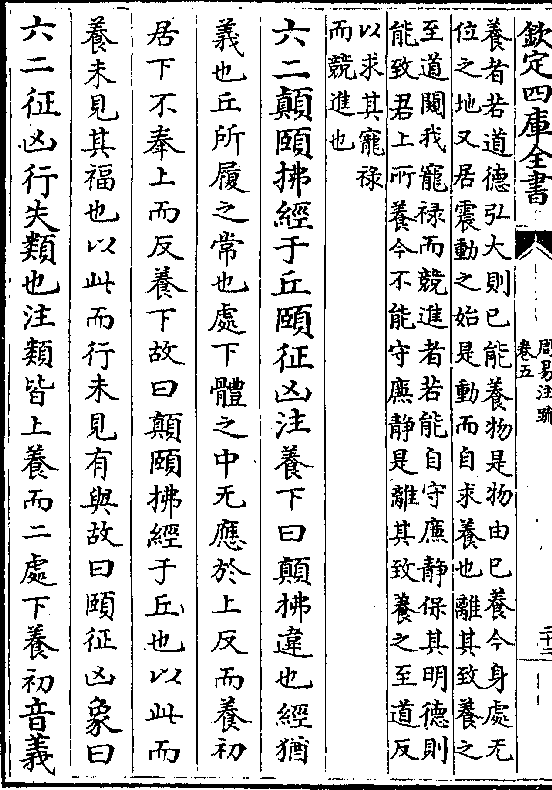 欽定四庫全書
周易注疏
卷五
養者若道德弘大則已能養物是物由已養今身處无
位之地又居震動之始是動而自求養也離其致養之
至道闚我寵祿而競進者若能自守廉静保其明德則
能致君上所養今不能守廉静是離其致養之至道反
以求其寵祿
而競進也
六二顛頤拂經于丘頤征凶注養下曰顛拂違也經猶
義也丘所履之常也處下體之中无應於上反而養初
居下不奉上而反養下故曰顛頤拂經于丘也以此而
養未見其福也以此而行未見有與故曰頤征凶象曰
六二征凶行失類也注類皆上養而二處下養初音義